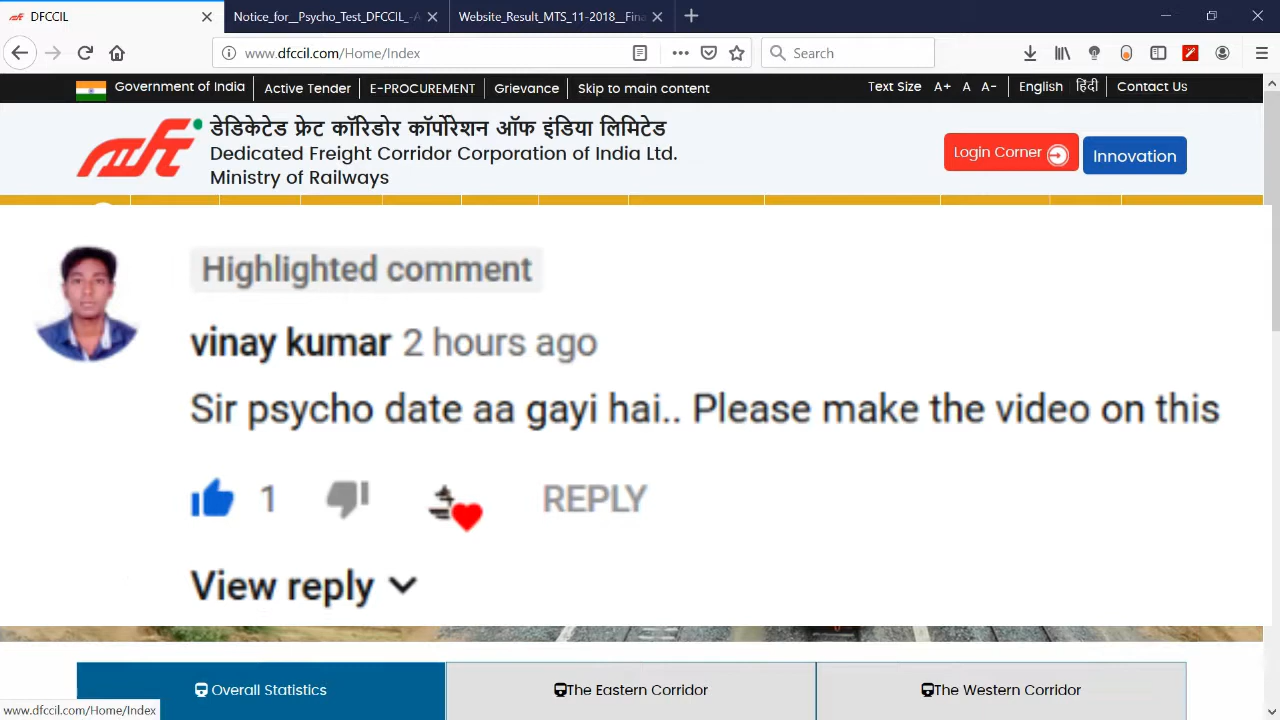 DFCCIL
Notice_for__Psycho_Test_DFCCIL_-A
Website_Result_MTS_11-2018__Fina
www.dfccil.com/Home/Index
Search
Government of India
Active Tender
E-PROCUREMENT
Grievance
Skip to main content
Text Size A+ A A-
English
हिंदी
Contact Us
डेडिकेटेड फ्रेट कॉरिडोर कॉर्पोरेशन ऑफ इंडिया लिमिटेड
Dedicated Freight Corridor Corporation of India Ltd.
Ministry of Railways
Login Corner
Innovation
Highlighted comment
vinay kumar 2 hours ago
Sir psycho date aa gayi hai.. Please make the video on this
1
REPLY
View reply
Overall Statistics
The Eastern Corridor
The Western Corridor
www.dfccil.com/Home/Index